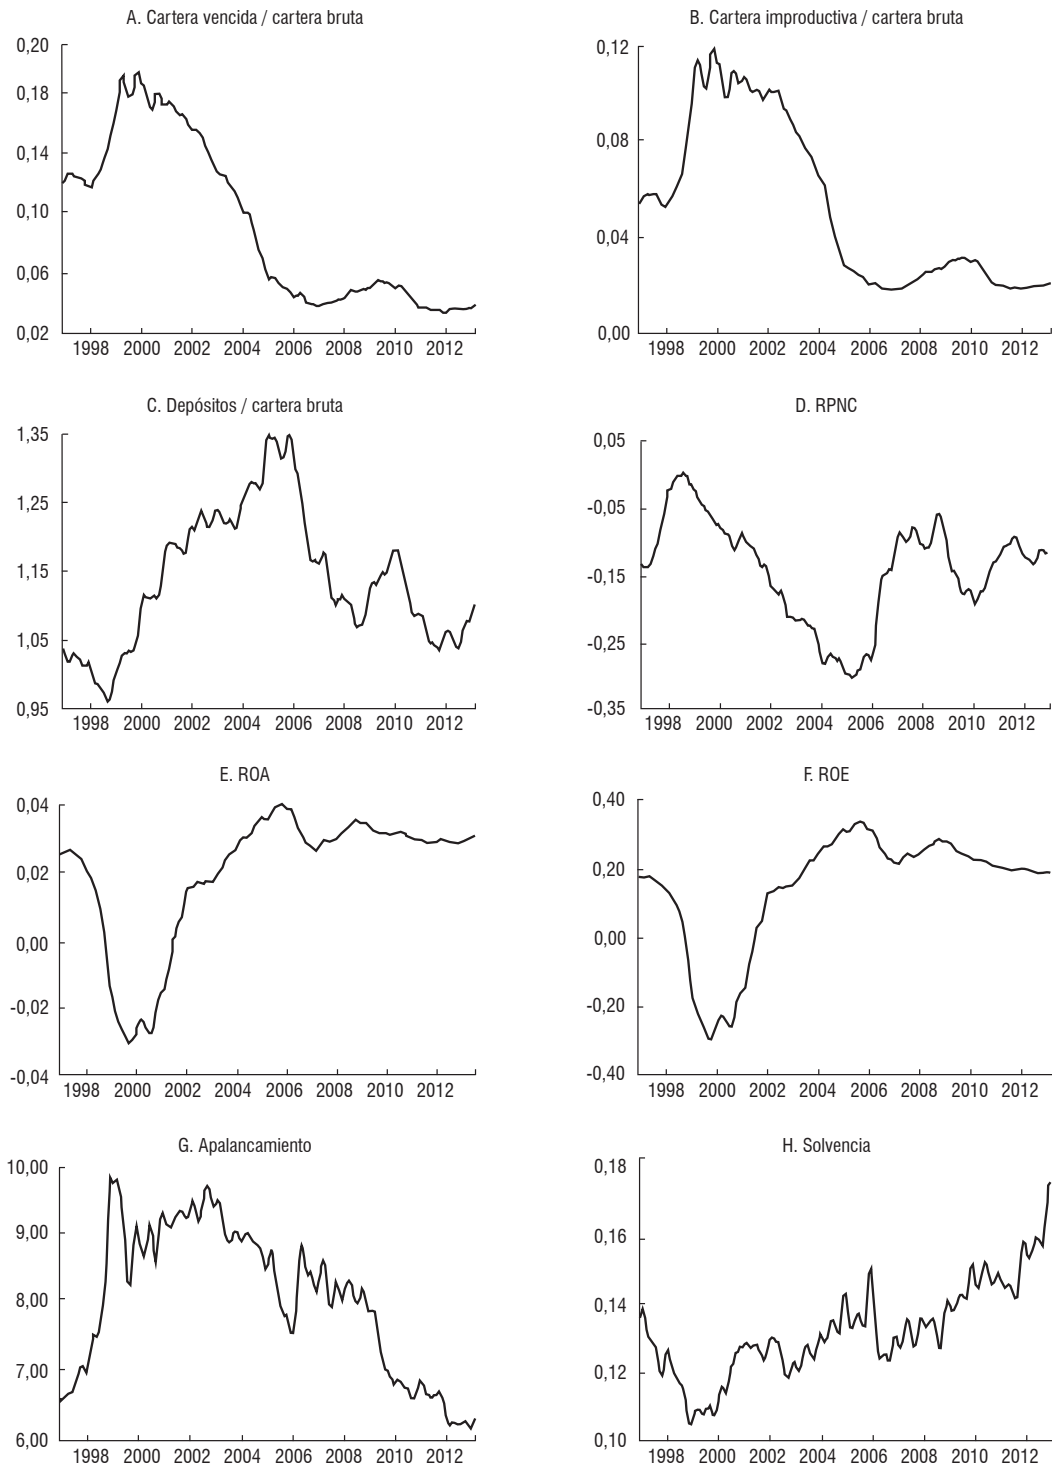 A. Cartera vencida / cartera bruta
0,20
0,18
0,14
0,10
0,06
0,02
1998 2000 2002 2004 2006 2008 2010 2012
B. Cartera improductiva / cartera bruta
0,12
0,08
0,04
0,00
1998 2000 2002 2004 2006 2008 2010 2012
C. Depósitos / cartera bruta
1,35
1,25
1,15
1,05
0,95
1998 2000 2002 2004 2006 2008 2010 2012
D. RPNC
0,05
-0,05
-0,15
-0,25
-0,35
1998 2000 2002 2004 2006 2008 2010 2012
E. ROA
0,04
0,02
0,00
-0,02
-0,04
1998 2000 2002 2004 2006 2008 2010 2012
F. ROE
0,40
0,20
0,00
-0,20
-0,40
1998 2000 2002 2004 2006 2008 2010 2012
G. Apalancamiento
10,00
9,00
8,00
7,00
6,00
1998 2000 2002 2004 2006 2008 2010 2012
H. Solvencia
0,18
0,16
0,14
0,12
0,10
1998 2000 2002 2004 2006 2008 2010 2012